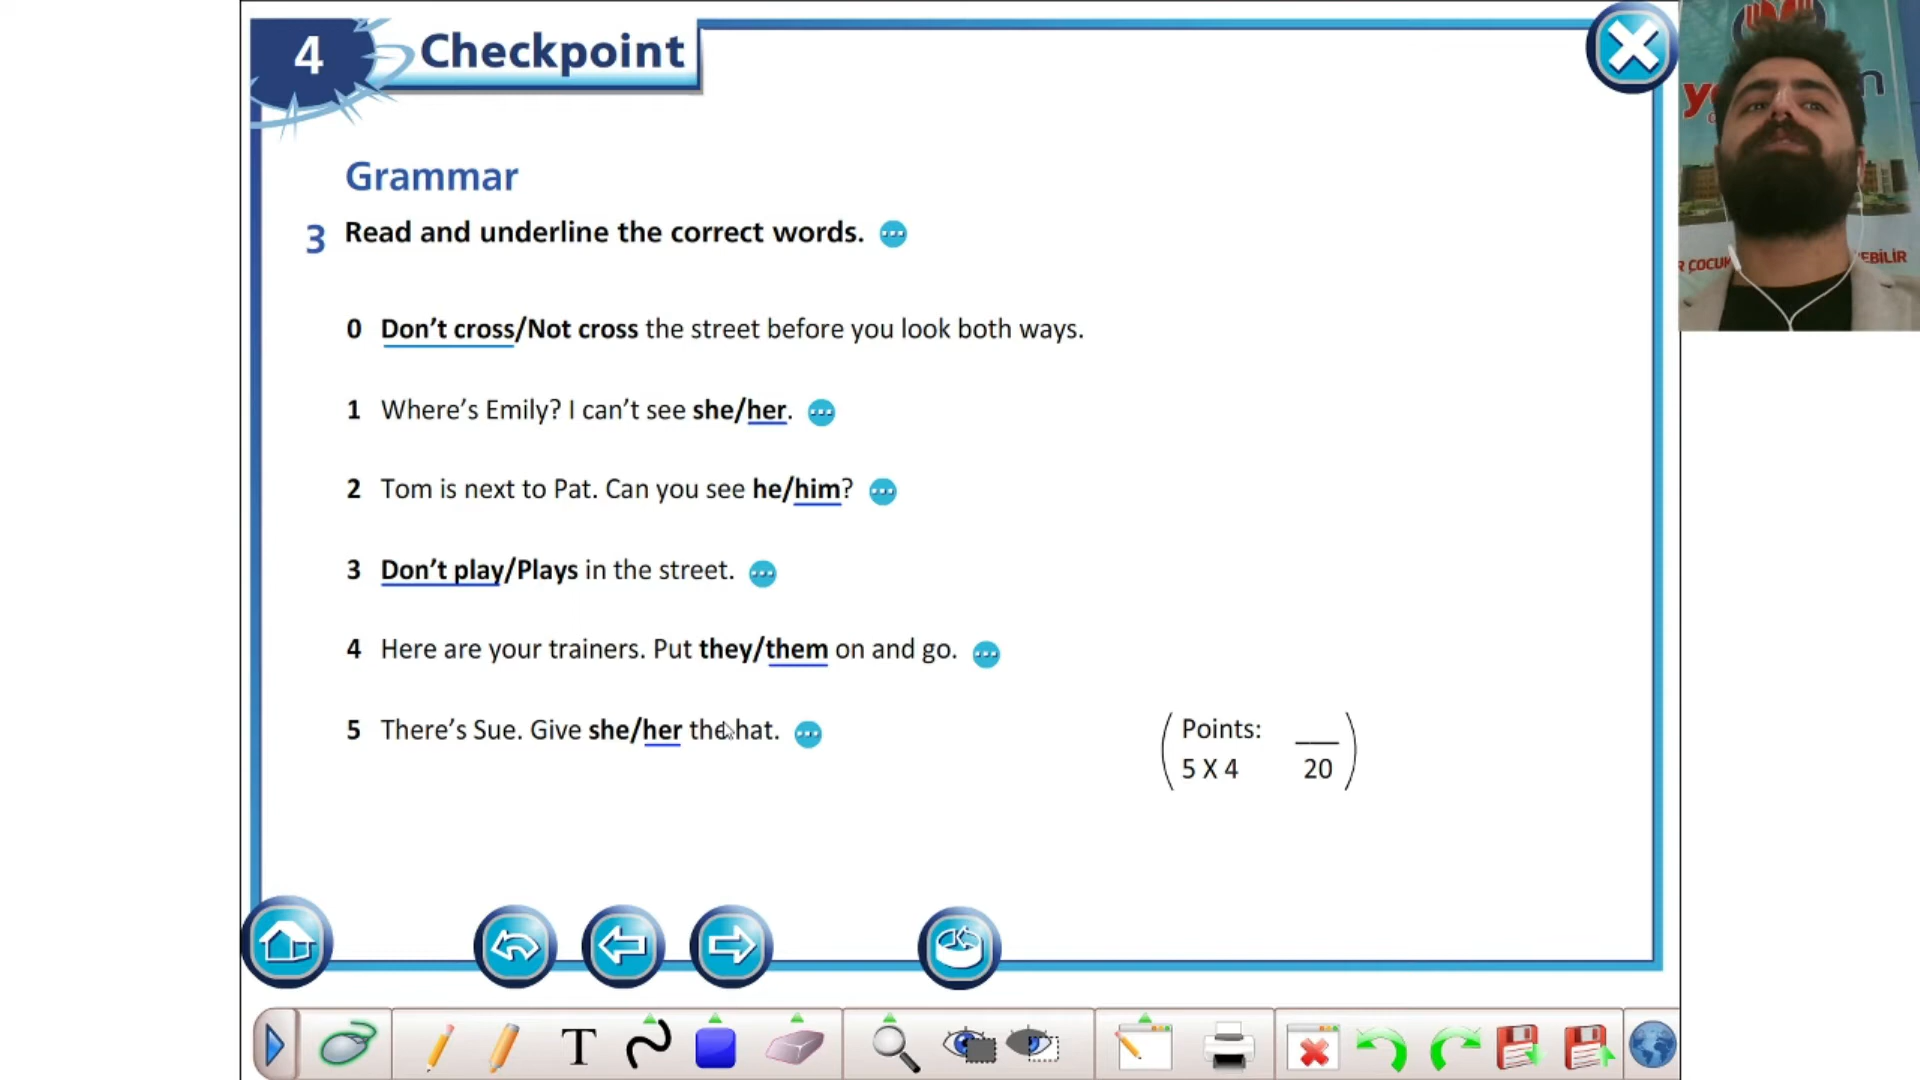 4 Checkpoint
Grammar
3 Read and underline the correct words.
0 Don't cross/Not cross the street before you look both ways.
1 Where's Emily? I can't see she/her.
2 Tom is next to Pat. Can you see he/him?
3 Don't play/Plays in the street.
4 Here are your trainers. Put they/them on and go.
5 There's Sue. Give she/her the hat.
Points:
5 X 4
20
T
EBİLİR